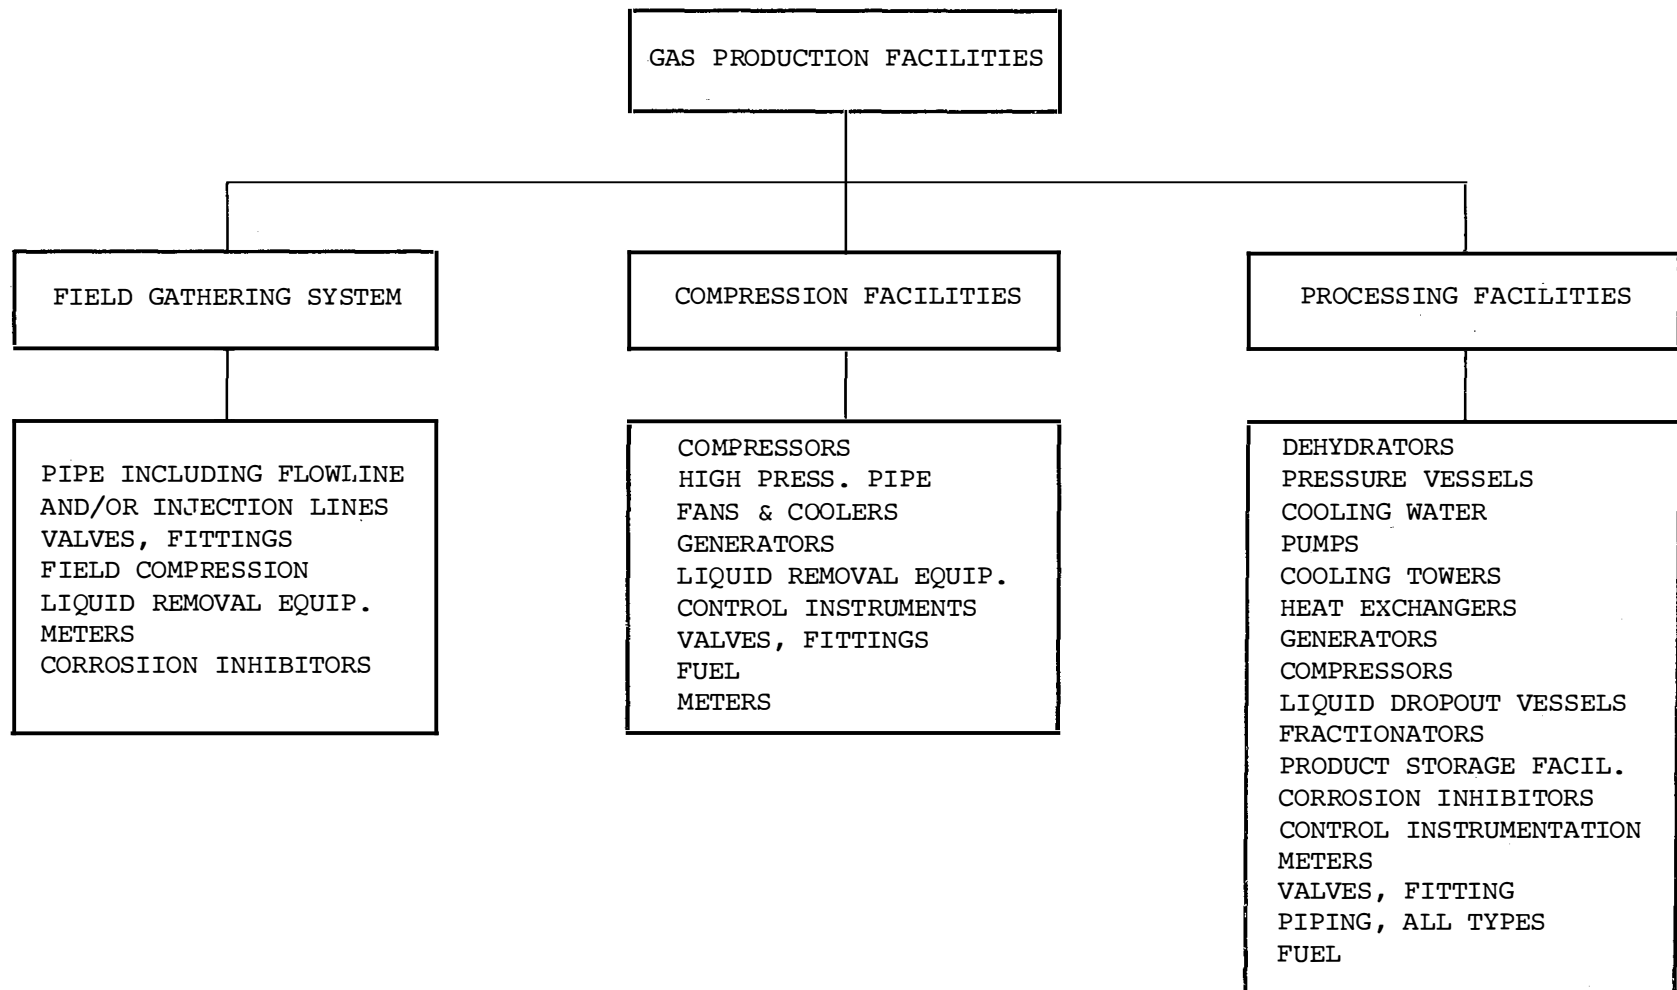 GAS PRODUCTION FACILITIES
FIELD GATHERING SYSTEM
COMPRESSION FACILITIES
PROCESSING FACILITIES
PIPE INCLUDING FLOWLINE
AND/OR INJECTION LINES
VALVES, FITTINGS
FIELD COMPRESSION
LIQUID REMOVAL EQUIP.
METERS
CORROSIION INHIBITORS
COMPRESSORS
HIGH PRESS. PIPE
FANS & COOLERS
GENERATORS
LIQUID REMOVAL EQUIP.
CONTROL INSTRUMENTS
VALVES, FITTINGS
FUEL
METERS
DEHYDRATORS
PRESSURE VESSELS
COOLING WATER
PUMPS
COOLING TOWERS
HEAT EXCHANGERS
GENERATORS
COMPRESSORS
LIQUID DROPOUT VESSELS
FRACTIONATORS
PRODUCT STORAGE FACIL.
CORROSION INHIBITORS
CONTROL INSTRUMENTATION
METERS
VALVES, FITTING
PIPING, ALL TYPES
FUEL